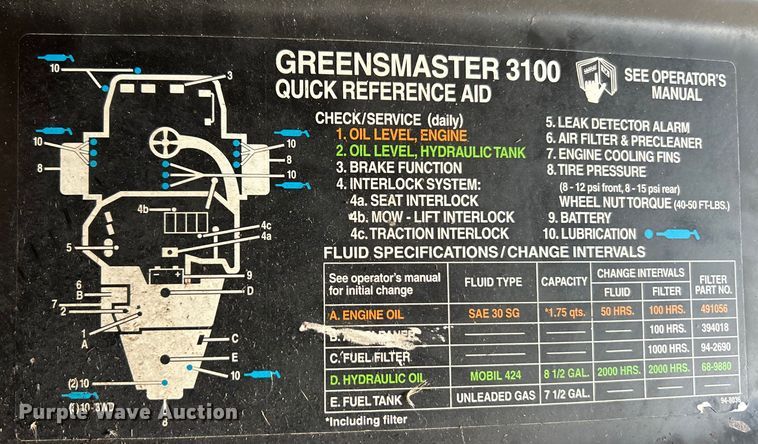 GREENSMASTER 3100
QUICK REFERENCE AID
SEE OPERATOR'S
MANUAL
CHECK/SERVICE (daily)
1. OIL LEVEL, ENGINE
2. OIL LEVEL, HYDRAULIC TANK
3. BRAKE FUNCTION
4. INTERLOCK SYSTEM:
4a. SEAT INTERLOCK
4b. MOW - LIFT INTERLOCK
4c. TRACTION INTERLOCK
5. LEAK DETECTOR ALARM
6. AIR FILTER & PRECLEANER
7. ENGINE COOLING FINS
8. TIRE PRESSURE
(8 - 12 psi front, 8 - 15 psi rear)
WHEEL NUT TORQUE (40-50 FT-LBS.)
9. BATTERY
10. LUBRICATION
FLUID SPECIFICATIONS / CHANGE INTERVALS
See operator's manual
for initial change
FLUID TYPE
CAPACITY
CHANGE INTERVALS
FLUID
FILTER
FILTER
PART NO.
A. ENGINE OIL SAE 30 SG *1.75 qts. 50 HRS. 100 HRS. 491056
B. — — — 100 HRS. 394018
C. FUEL FILTER — — — 1000 HRS. 94-2690
D. HYDRAULIC OIL MOBIL 424 8 1/2 GAL. 2000 HRS. 2000 HRS. 68-9880
E. FUEL TANK UNLEADED GAS 7 1/2 GAL. — — —
*Including filter
10
3
10
10
8
8
4b
4c
4a
5
10
9
D
6
B
7
2
1
A
C
E
(2) 10
10
8
Purple Wave Auction